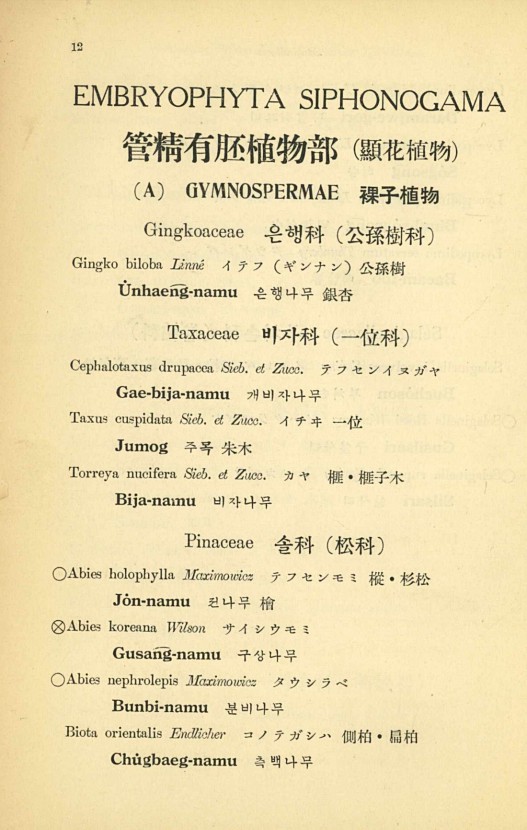 12
EMBRYOPHYTA SIPHONOGAMA
管精有胚植物部 (顯花植物)
(A) GYMNOSPERMAE 裸子植物
Gingkoaceae 은행科 (公孫樹科)
Gingko biloba Linné イテフ (ギンナン) 公孫樹
Ŭnhaeng-namu 은행나무 銀杏
Taxaceae 비자科 (一位科)
Cephalotaxus drupacea Sieb. et Zucc. テフセンイヌガヤ
Gae-bija-namu 개비자나무
Taxus cuspidata Sieb. et Zucc. イチヰ 一位
Jumog 주목 朱木
Torreya nucifera Sieb. et Zucc. カヤ 榧・榧子木
Bija-namu 비자나무
Pinaceae 솔科 (松科)
○Abies holophylla Maximowicz テフセンモミ 樅・杉松
Jŏn-namu 젼나무 檜
⊗Abies koreana Wilson サイシウモミ
Gusang-namu 구상나무
○Abies nephrolepis Maximowicz タウシラベ
Bunbi-namu 분비나무
Biota orientalis Endlicher コノテガシハ 側柏・扁柏
Chŭgbaeg-namu 측백나무